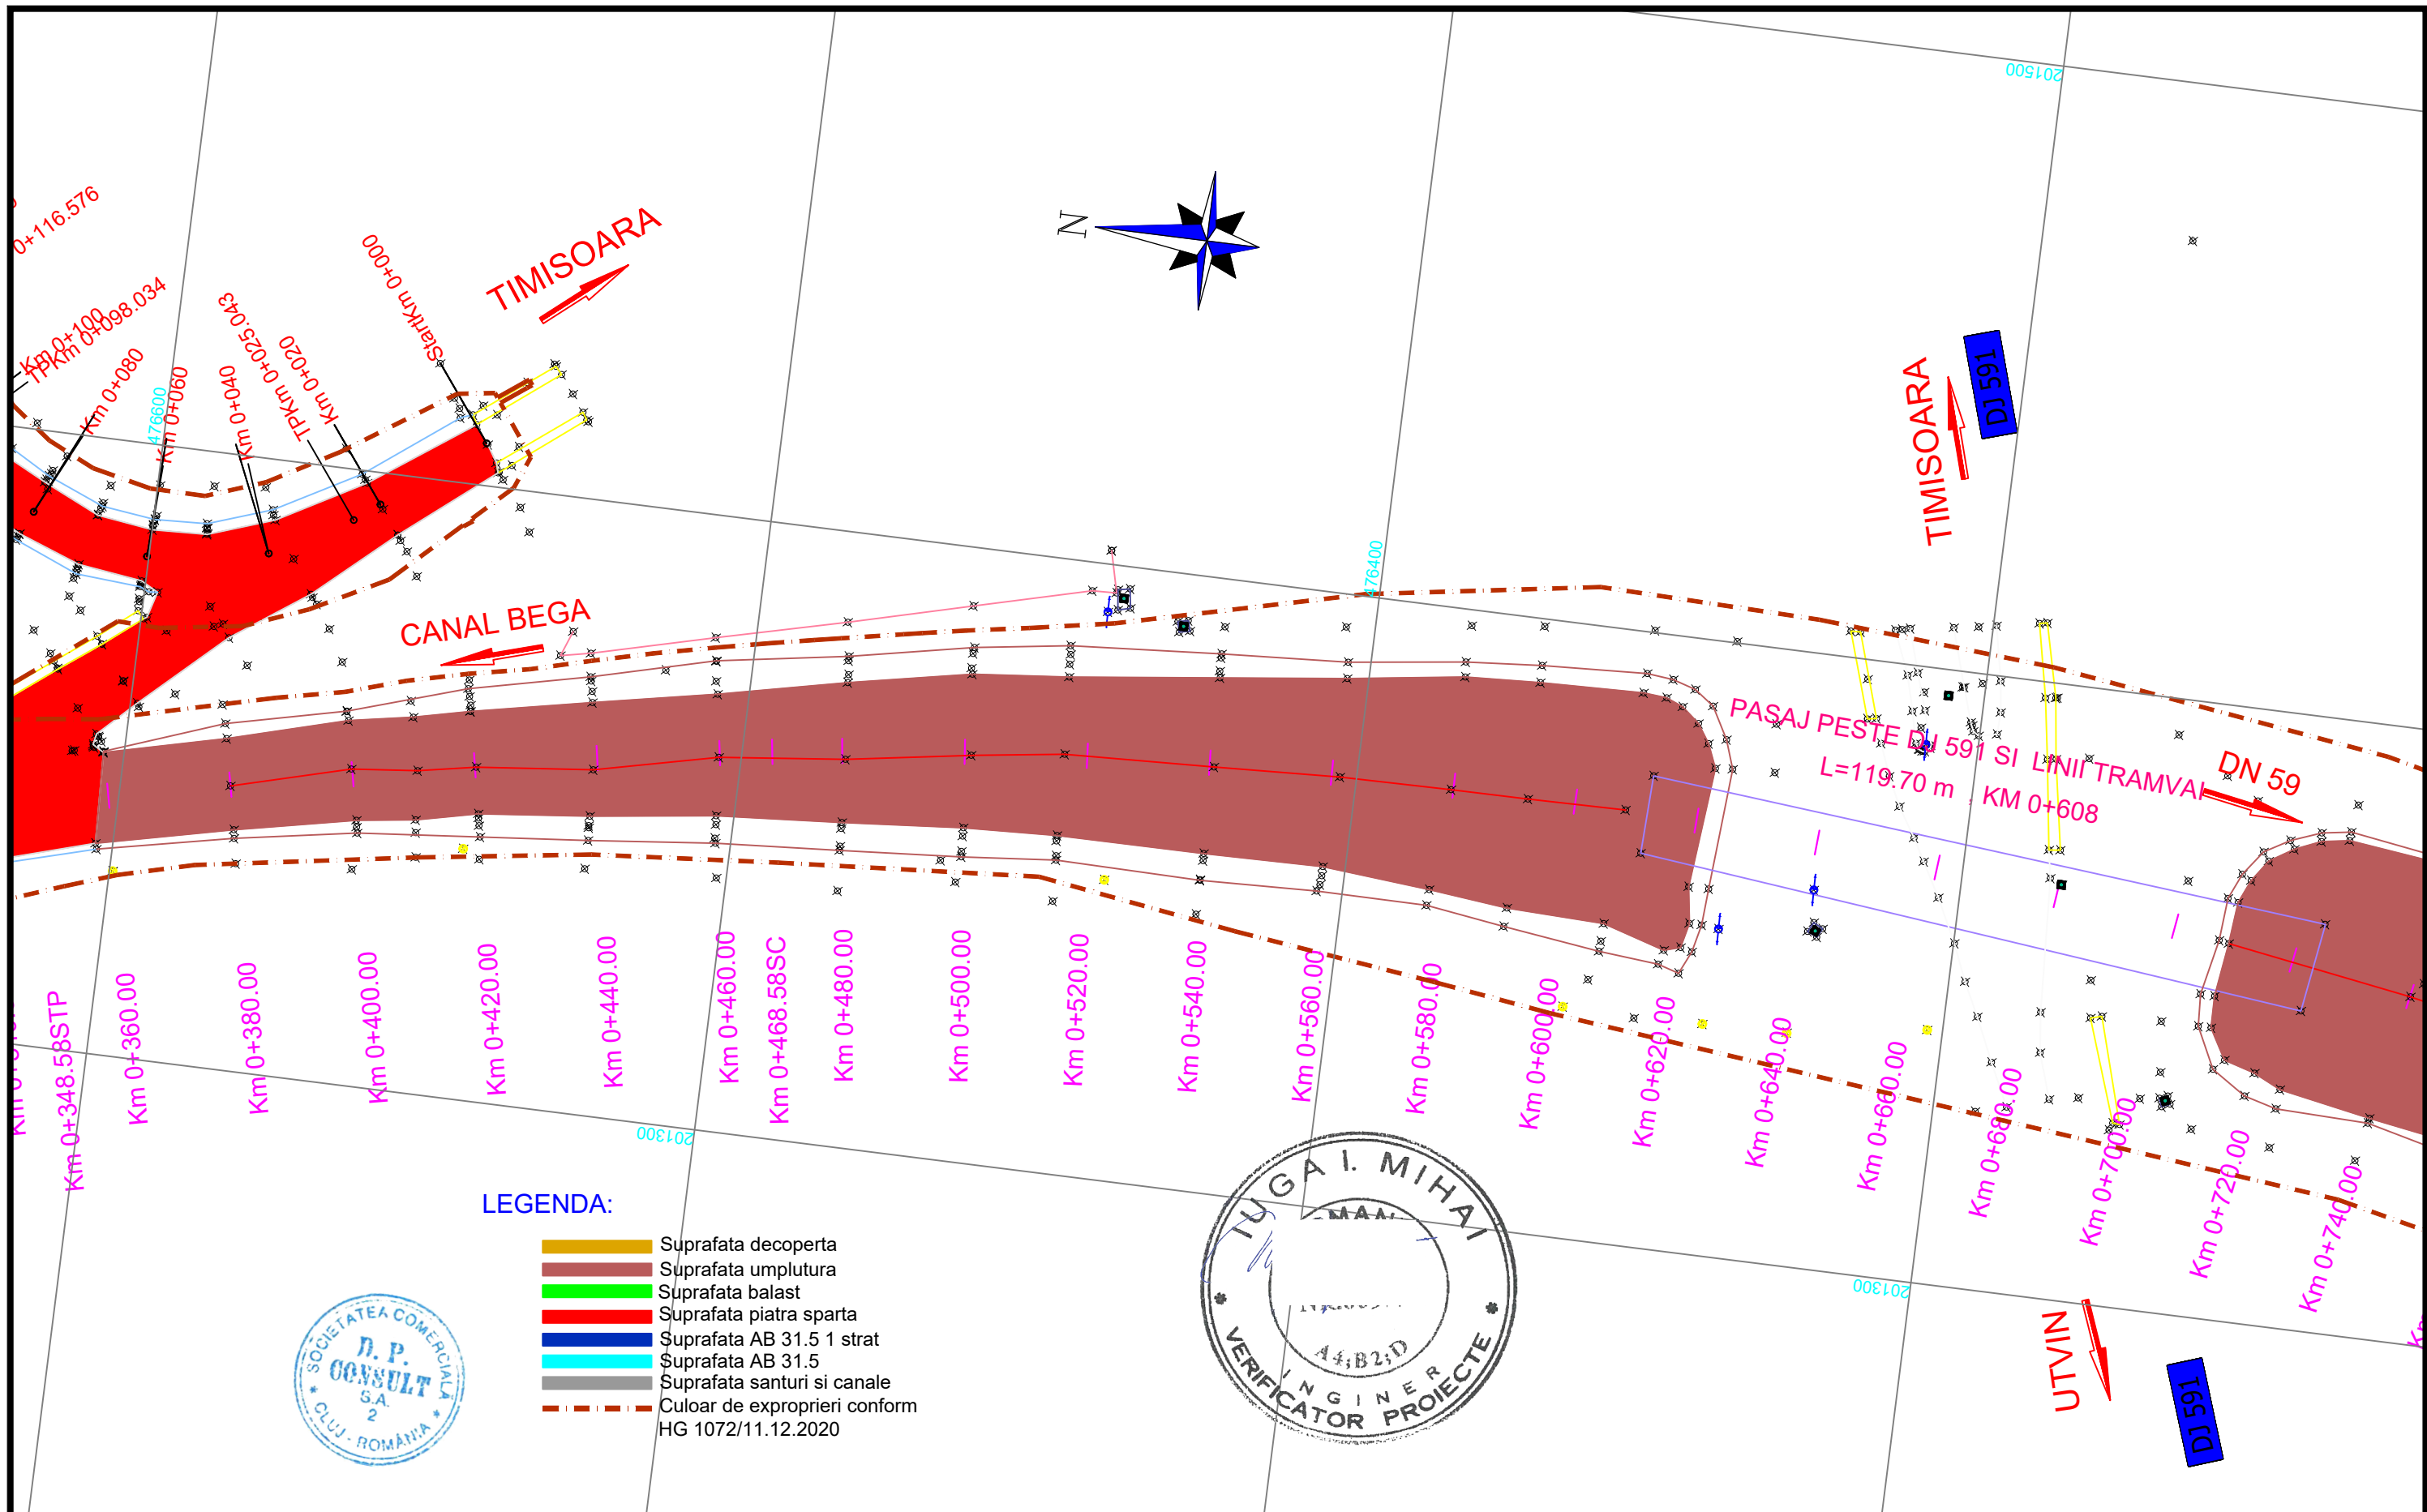 0+116.576
Km 0+100
TPKm 0+098.034
Km 0+080
476600
Km 0+060
Km 0+040
TPKm 0+025.043
Km 0+020
StartKm 0+000
TIMISOARA
N
201500
DJ 591
TIMISOARA
476400
CANAL BEGA
PASAJ PESTE DJ 591 SI LINII TRAMVAI
L=119.70 m ; KM 0+608
DN 59
Km 0+348.58STP
Km 0+360.00
Km 0+380.00
Km 0+400.00
Km 0+420.00
Km 0+440.00
Km 0+460.00
Km 0+468.58SC
Km 0+480.00
Km 0+500.00
Km 0+520.00
Km 0+540.00
Km 0+560.00
Km 0+580.00
Km 0+600.00
Km 0+620.00
Km 0+640.00
Km 0+660.00
Km 0+680.00
Km 0+700.00
Km 0+720.00
Km 0+740.00
201300
201300
UTVIN
DJ 591
LEGENDA:
Suprafata decoperta
Suprafata umplutura
Suprafata balast
Suprafata piatra sparta
Suprafata AB 31.5 1 strat
Suprafata AB 31.5
Suprafata santuri si canale
Culoar de exproprieri conform
HG 1072/11.12.2020
SOCIETATEA COMERCIALĂ
D. P.
CONSULT
S.A.
2
* CLUJ - ROMÂNIA *
IUGA I. MIHAI
A4;B2;D
INGINER
* VERIFICATOR PROIECTE *